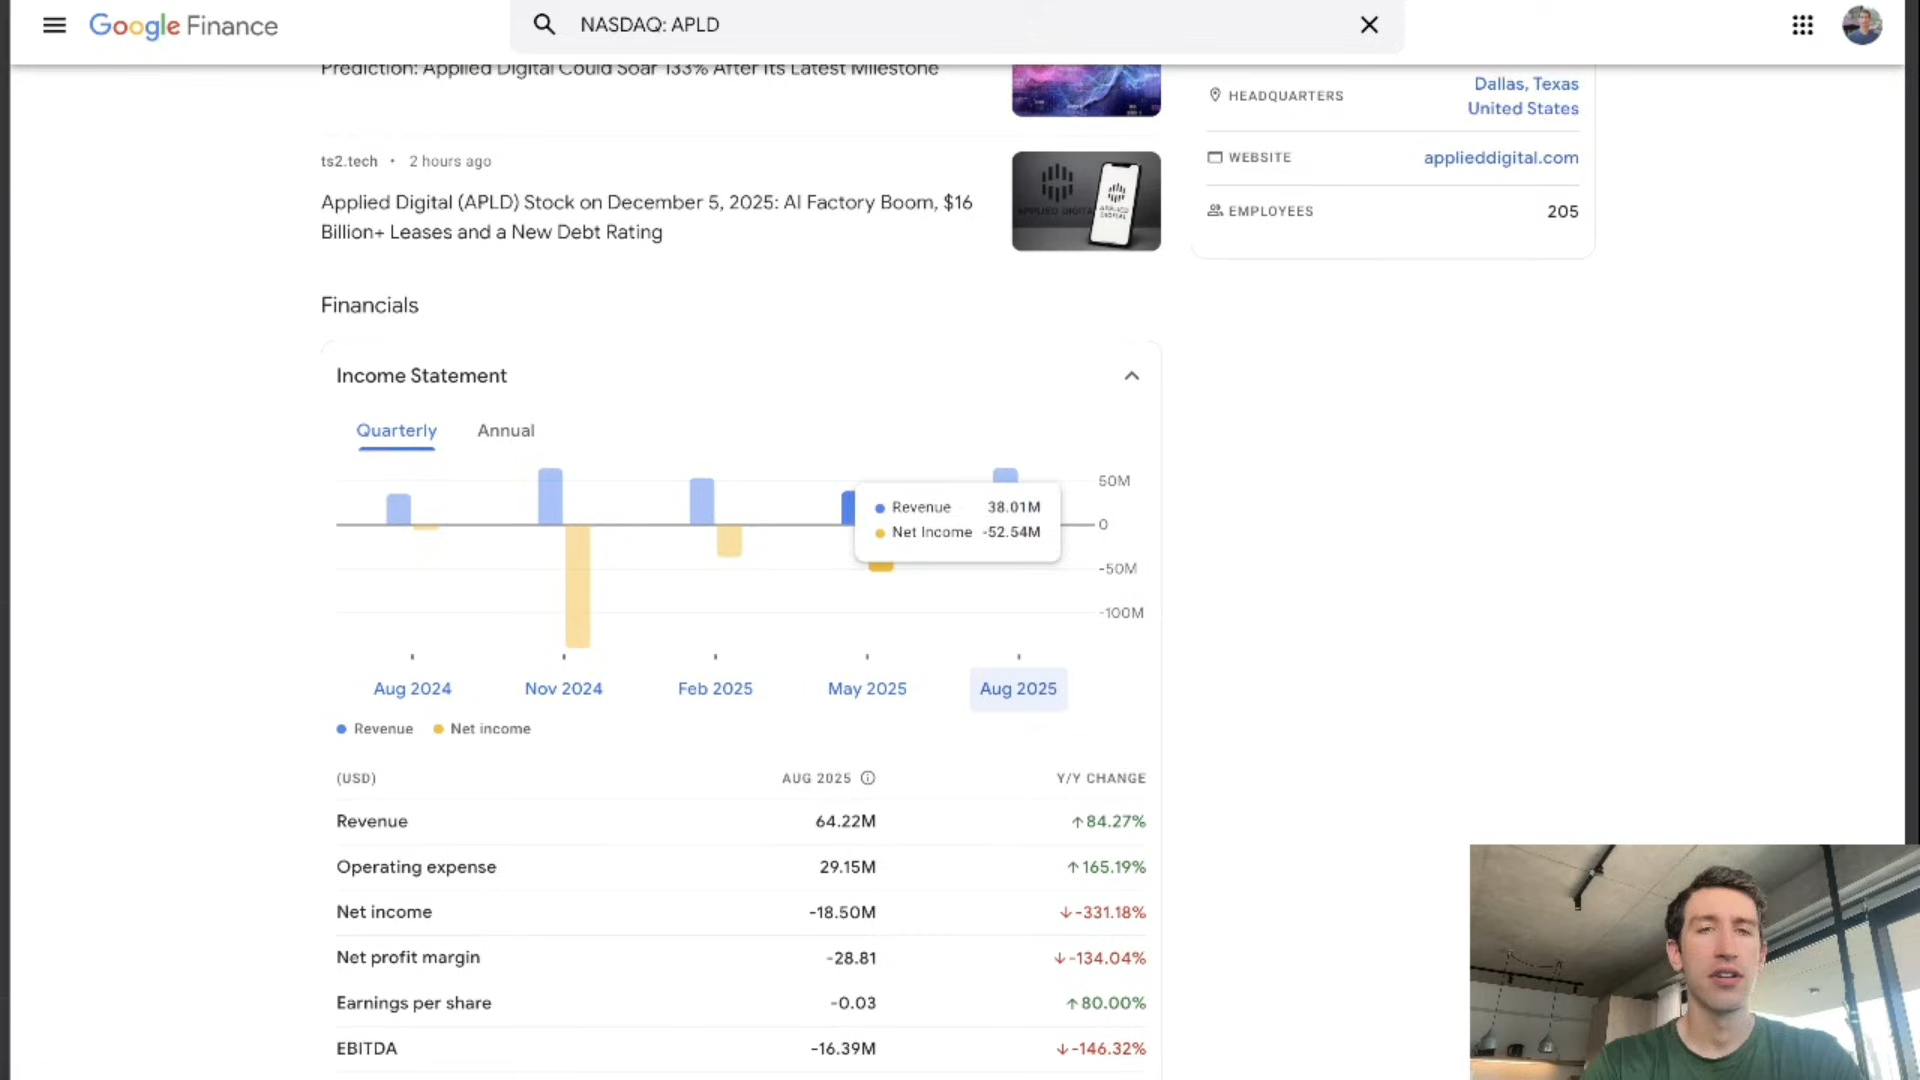 Google Finance
NASDAQ: APLD
Prediction: Applied Digital Could Soar 133% After Its Latest Milestone
ts2.tech • 2 hours ago
Applied Digital (APLD) Stock on December 5, 2025: AI Factory Boom, $16
Billion+ Leases and a New Debt Rating
APPLIED DIGITAL
APPLIED
DIGITAL
HEADQUARTERS
Dallas, Texas
United States
WEBSITE
applieddigital.com
EMPLOYEES
205
Financials
Income Statement
Quarterly
Annual
50M
0
-50M
-100M
Revenue 38.01M
Net Income -52.54M
Aug 2024
Nov 2024
Feb 2025
May 2025
Aug 2025
Revenue
Net income
(USD) AUG 2025 Y/Y CHANGE
Revenue 64.22M ↑84.27%
Operating expense 29.15M ↑165.19%
Net income -18.50M ↓-331.18%
Net profit margin -28.81 ↓-134.04%
Earnings per share -0.03 ↑80.00%
EBITDA -16.39M ↓-146.32%